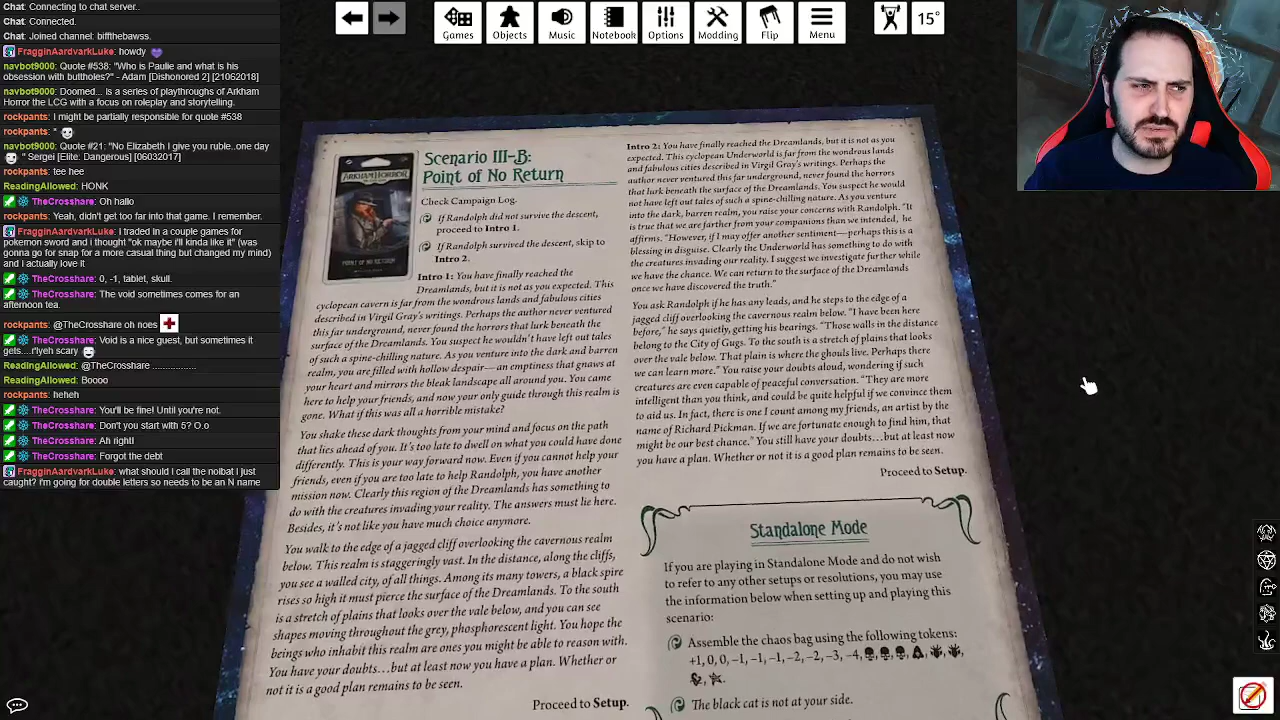 Chat: Connecting to chat server..
Chat: Connected.
Chat: Joined channel: biffthebawss.
FragginAardvarkLuke: howdy
navbot9000: Quote #538: "Who is Paulie and what is his
obsession with buttholes?" - Adam [Dishonored 2] [21052018]
navbot9000: Doomed... is a series of playthroughs of Arkham
Horror the LCG with a focus on roleplay and storytelling.
rockpants: I might be partially responsible for quote #538
rockpants: *
navbot9000: Quote #21: "No Elizabeth I give you ruble..one day
" Sergei [Elite: Dangerous] [06032017]
rockpants: tee hee
ReadingAllowed: HONK
TheCrosshare: Oh hallo
rockpants: Yeah, didn't get too far into that game. I remember.
FragginAardvarkLuke: I traded in a couple games for
pokemon sword and i thought "ok maybe i'll kinda like it" (was
gonna go for snap for a more casual thing but changed my mind)
and i actually love it
TheCrosshare: 0, -1, tablet, skull.
TheCrosshare: The void sometimes comes for an
afternoon tea.
rockpants: @TheCrosshare oh noes
TheCrosshare: Void is a nice guest, but sometimes it
gets....r'lyeh scary
ReadingAllowed: @TheCrosshare ................
ReadingAllowed: Boooo
rockpants: heheh
TheCrosshare: You'll be fine! Until you're not.
TheCrosshare: Don't you start with 5? O.o
TheCrosshare: Ah right!
TheCrosshare: Forgot the debt
FragginAardvarkLuke: what should I call the noibat I just
caught? i'm going for double letters so needs to be an N name
Games
Objects
Music
Notebook
Options
Modding
Flip
Menu
15°
ARKHAM HORROR
POINT OF NO RETURN
Scenario III-B:
Point of No Return
Check Campaign Log.
If Randolph did not survive the descent,
proceed to Intro 1.
If Randolph survived the descent, skip to
Intro 2.
Intro 1: You have finally reached the
Dreamlands, but it is not as you expected. This
cyclopean cavern is far from the wondrous lands and fabulous cities
described in Virgil Gray's writings. Perhaps the author never ventured
this far underground, never found the horrors that lurk beneath the
surface of the Dreamlands. You suspect he wouldn't have left out tales
of such a spine-chilling nature. As you venture into the dark and barren
realm, you are filled with hollow despair—an emptiness that gnaws at
your heart and mirrors the bleak landscape all around you. You came
here to help your friends, and now your only guide through this realm is
gone. What if this was all a horrible mistake?
You shake these dark thoughts from your mind and focus on the path
that lies ahead of you. It's too late to dwell on what you could have done
differently. This is your way forward now. Even if you cannot help your
friends, even if you are too late to help Randolph, you have another
mission now. Clearly this region of the Dreamlands has something to
do with the creatures invading your reality. The answers must lie here.
Besides, it's not like you have much choice anymore.
You walk to the edge of a jagged cliff overlooking the cavernous realm
below. This realm is staggeringly vast. In the distance, along the cliffs,
you see a walled city, of all things. Among its many towers, a black spire
rises so high it must pierce the surface of the Dreamlands. To the south
is a stretch of plains that looks over the vale below, and you can see
shapes moving throughout the grey, phosphorescent light. You hope the
beings who inhabit this realm are ones you might be able to reason with.
You have your doubts…but at least now you have a plan. Whether or
not it is a good plan remains to be seen.
Proceed to Setup.
Intro 2: You have finally reached the Dreamlands, but it is not as you
expected. This cyclopean Underworld is far from the wondrous lands
and fabulous cities described in Virgil Gray's writings. Perhaps the
author never ventured this far underground, never found the horrors
that lurk beneath the surface of the Dreamlands. You suspect he would
not have left out tales of such a spine-chilling nature. As you venture
into the dark, barren realm, you raise your concerns with Randolph. "It
is true that we are farther from your companions than we intended, he
affirms. "However, if I may offer another sentiment—perhaps this is a
blessing in disguise. Clearly the Underworld has something to do with
the creatures invading our reality. I suggest we investigate further while
we have the chance. We can return to the surface of the Dreamlands
once we have discovered the truth."
You ask Randolph if he has any leads, and he steps to the edge of a
jagged cliff overlooking the cavernous realm below. "I have been here
before," he says quietly, getting his bearings. "Those walls in the distance
belong to the City of Gugs. To the south is a stretch of plains that looks
over the vale below. That plain is where the ghouls live. Perhaps there
we can learn more." You raise your doubts aloud, wondering if such
creatures are even capable of peaceful conversation. "They are more
intelligent than you think, and could be quite helpful if we convince them
to aid us. In fact, there is one I count among my friends, an artist by the
name of Richard Pickman. If we are fortunate enough to find him, that
might be our best chance." You still have your doubts…but at least now
you have a plan. Whether or not it is a good plan remains to be seen.
Proceed to Setup.
Standalone Mode
If you are playing in Standalone Mode and do not wish
to refer to any other setups or resolutions, you may use
the information below when setting up and playing this
scenario:
Assemble the chaos bag using the following tokens:
+1, 0, 0, –1, –1, –1, –2, –2, –3, –4,
The black cat is not at your side.